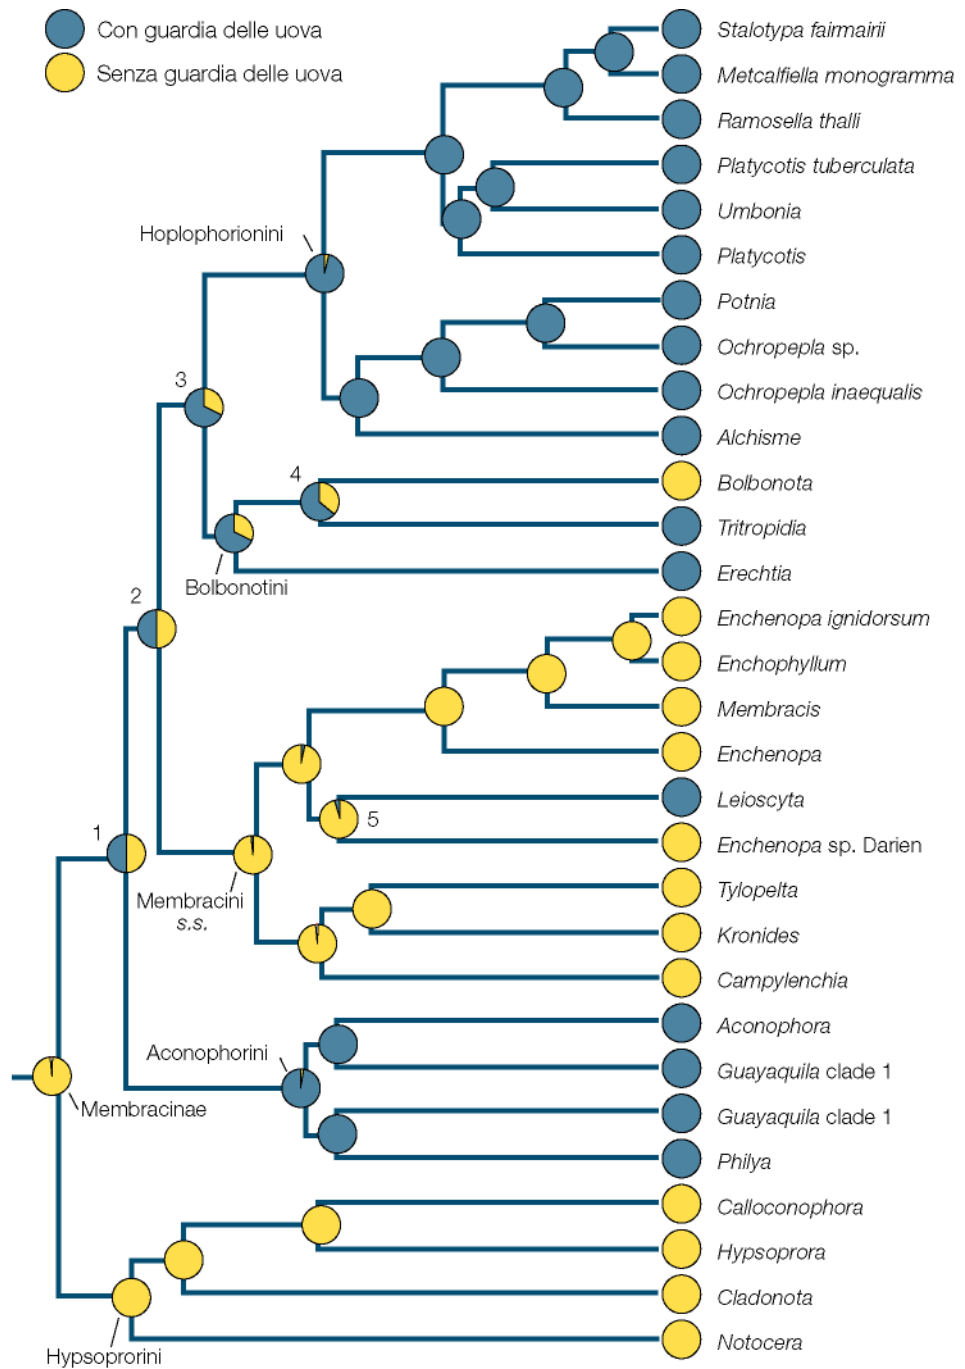 Con guardia delle uova
Senza guardia delle uova
Stalotypa fairmairii
Metcalfiella monogramma
Ramosella thalli
Platycotis tuberculata
Umbonia
Hoplophorionini
Platycotis
Potnia
Ochropepla sp.
3
Ochropepla inaequalis
Alchisme
4
Bolbonota
Tritropidia
Erechtia
Bolbonotini
2
Enchenopa ignidorsum
Enchophyllum
Membracis
Enchenopa
Leioscyta
5
1
Enchenopa sp. Darien
Tylopelta
Membracini
s.s.
Kronides
Campylenchia
Aconophora
Aconophorini
Guayaquila clade 1
Membracinae
Guayaquila clade 1
Philya
Calloconophora
Hypsoprora
Cladonota
Notocera
Hypsoprorini